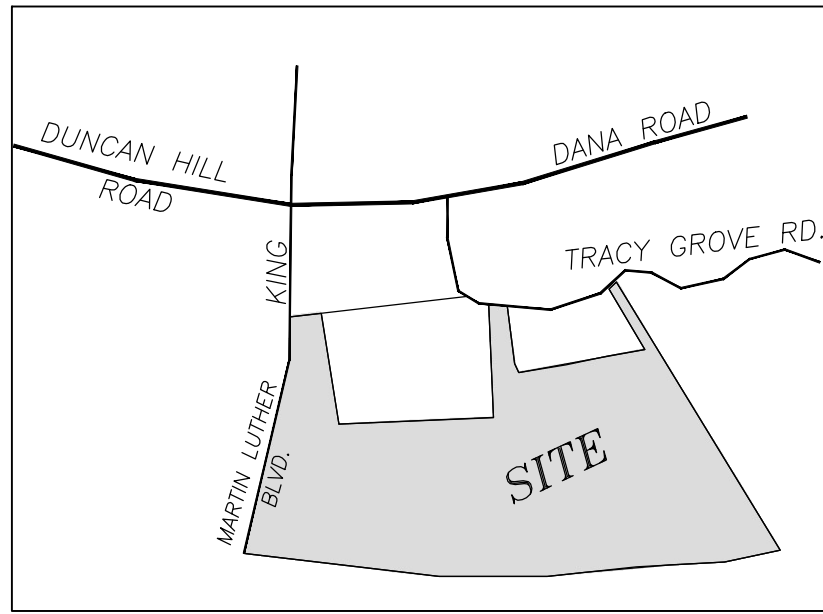 DUNCAN HILL
ROAD
DANA ROAD
KING
TRACY GROVE RD.
MARTIN LUTHER
BLVD.
SITE